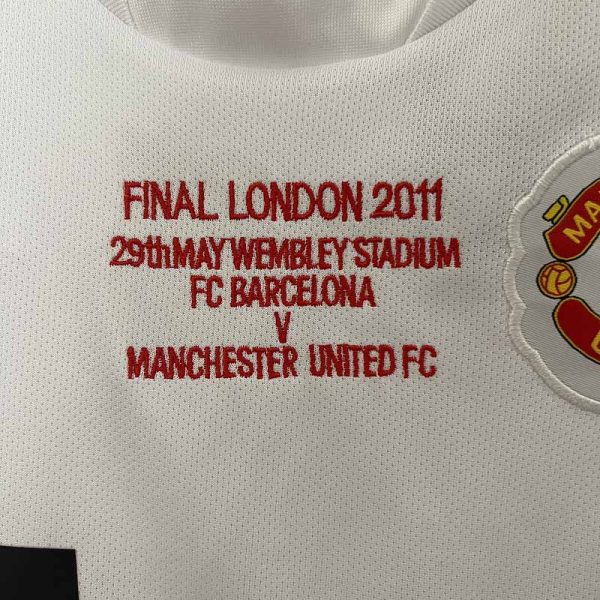 FINAL LONDON 2011
29th MAY WEMBLEY STADIUM
FC BARCELONA
V
MANCHESTER UNITED FC